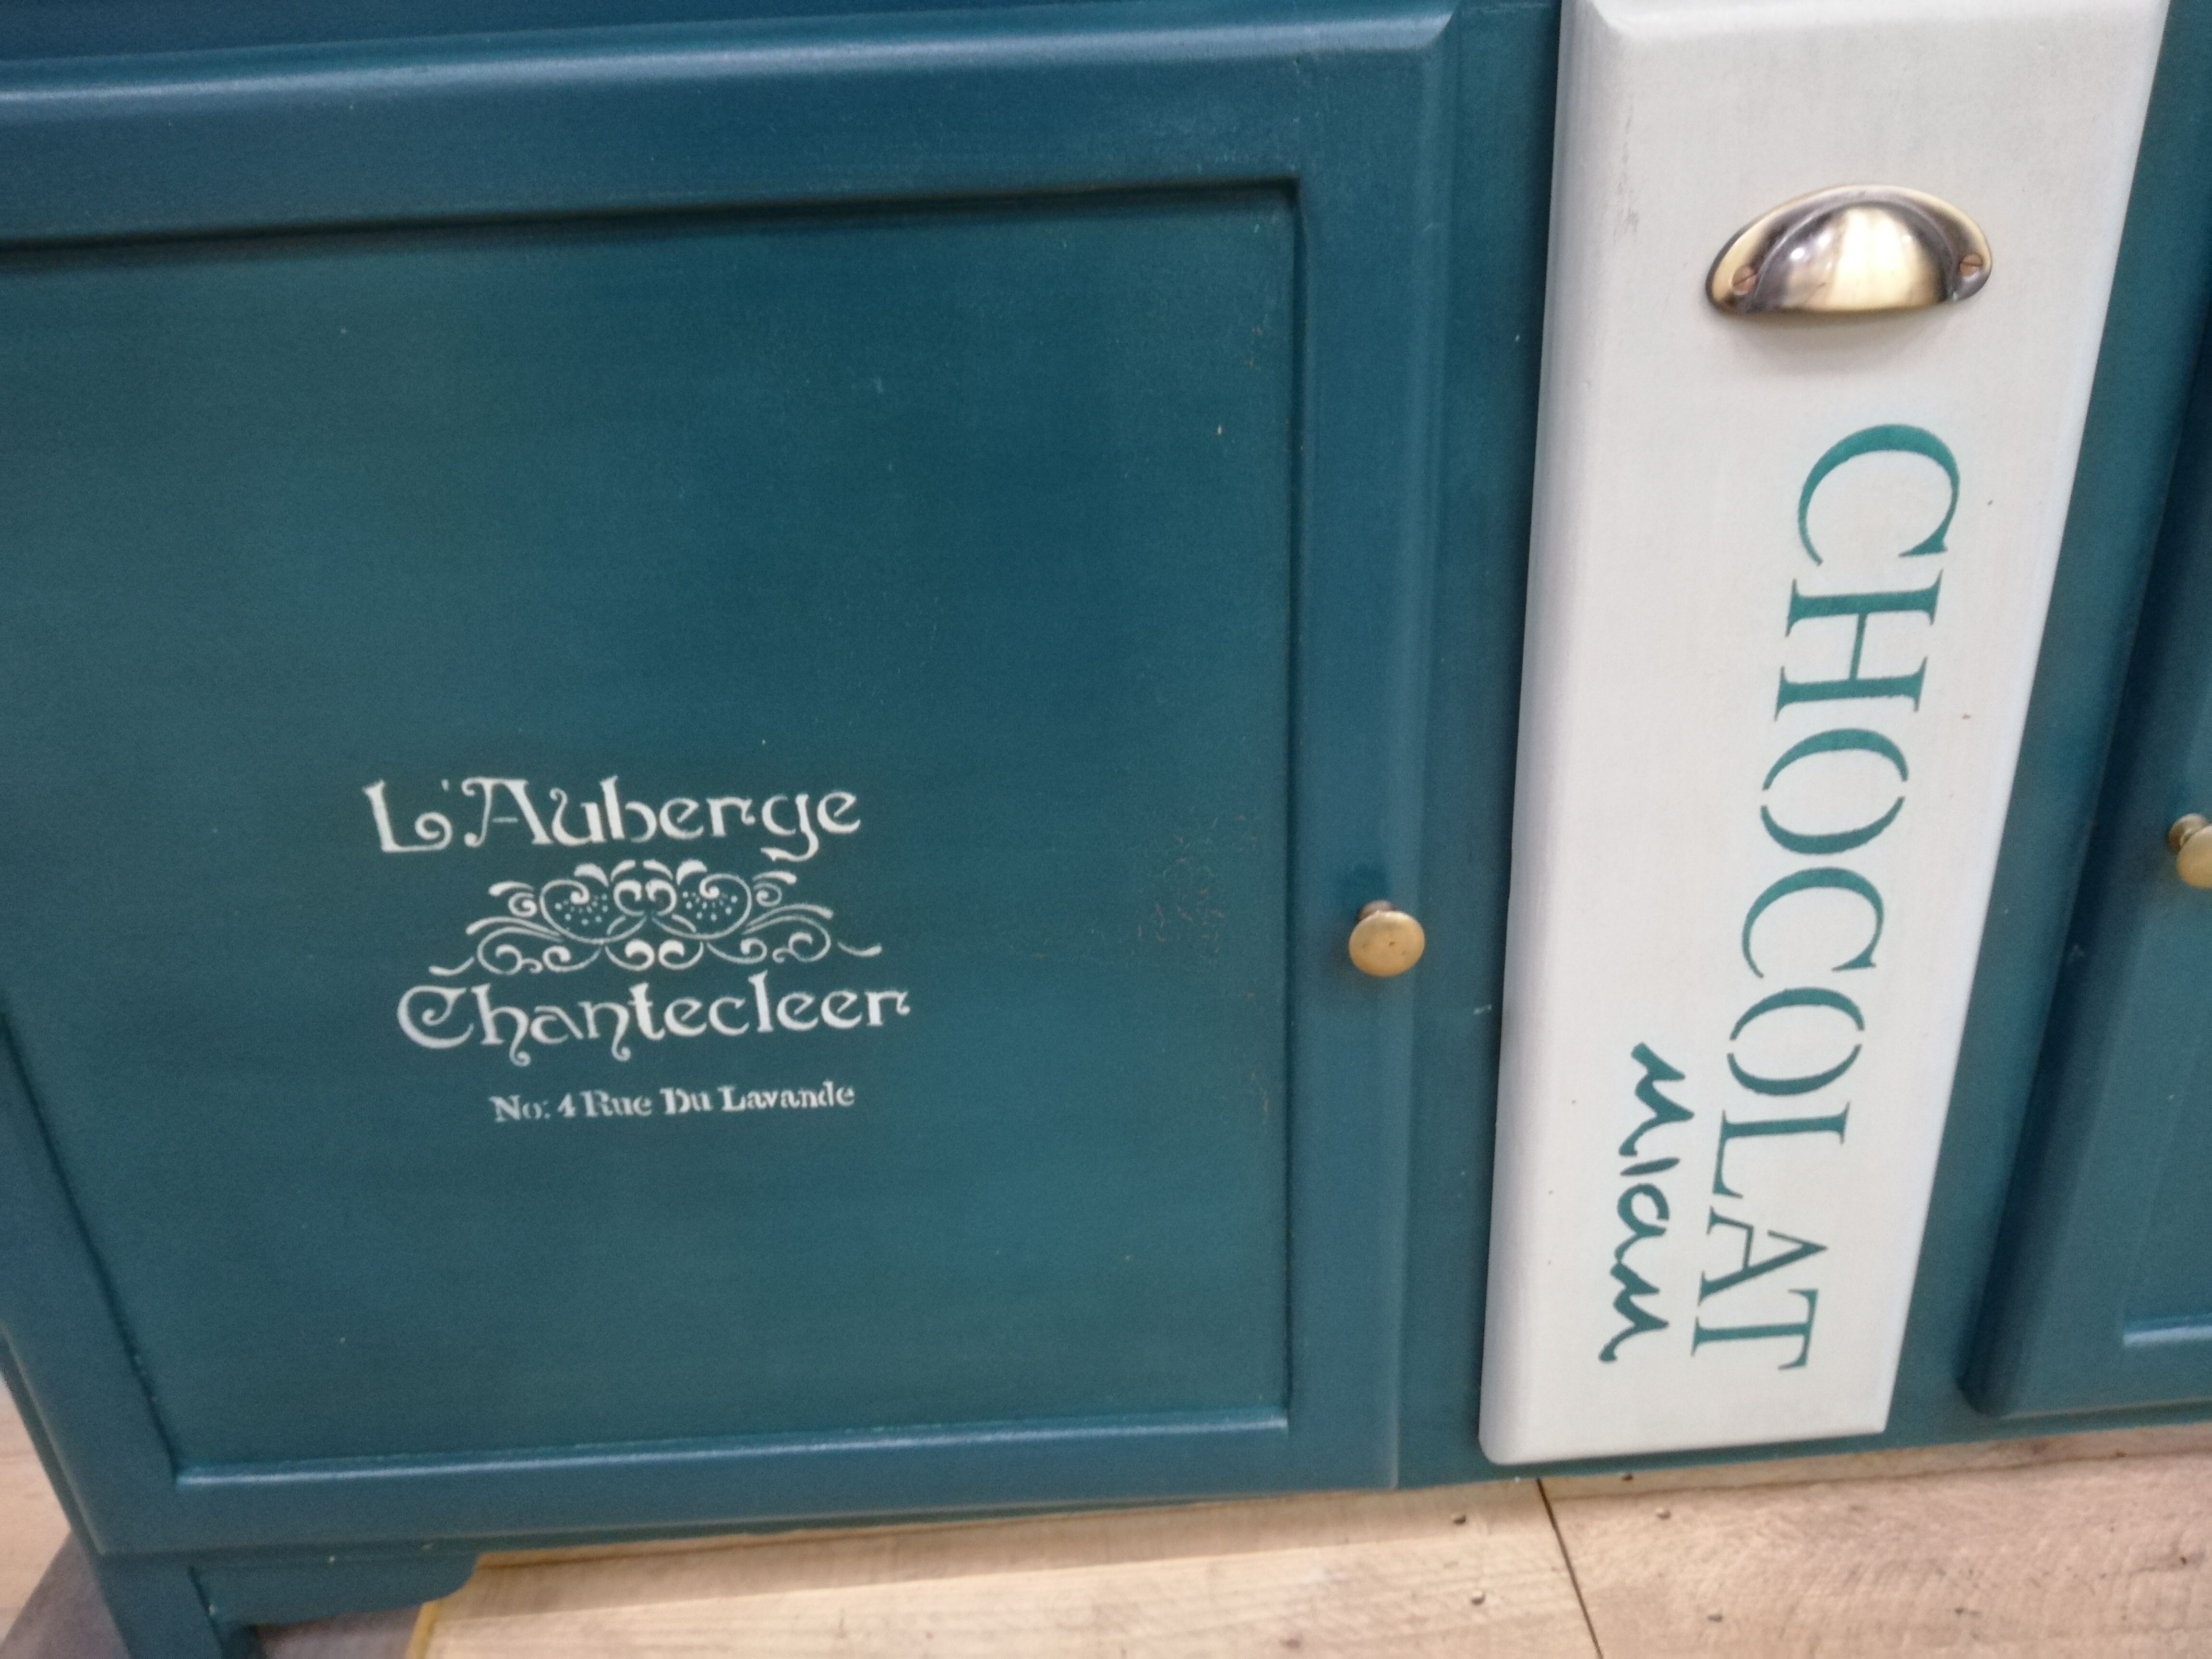 L'Auberge
Chantecleer
No: 4 Rue Du Lavande
CHOCOLAT
miam